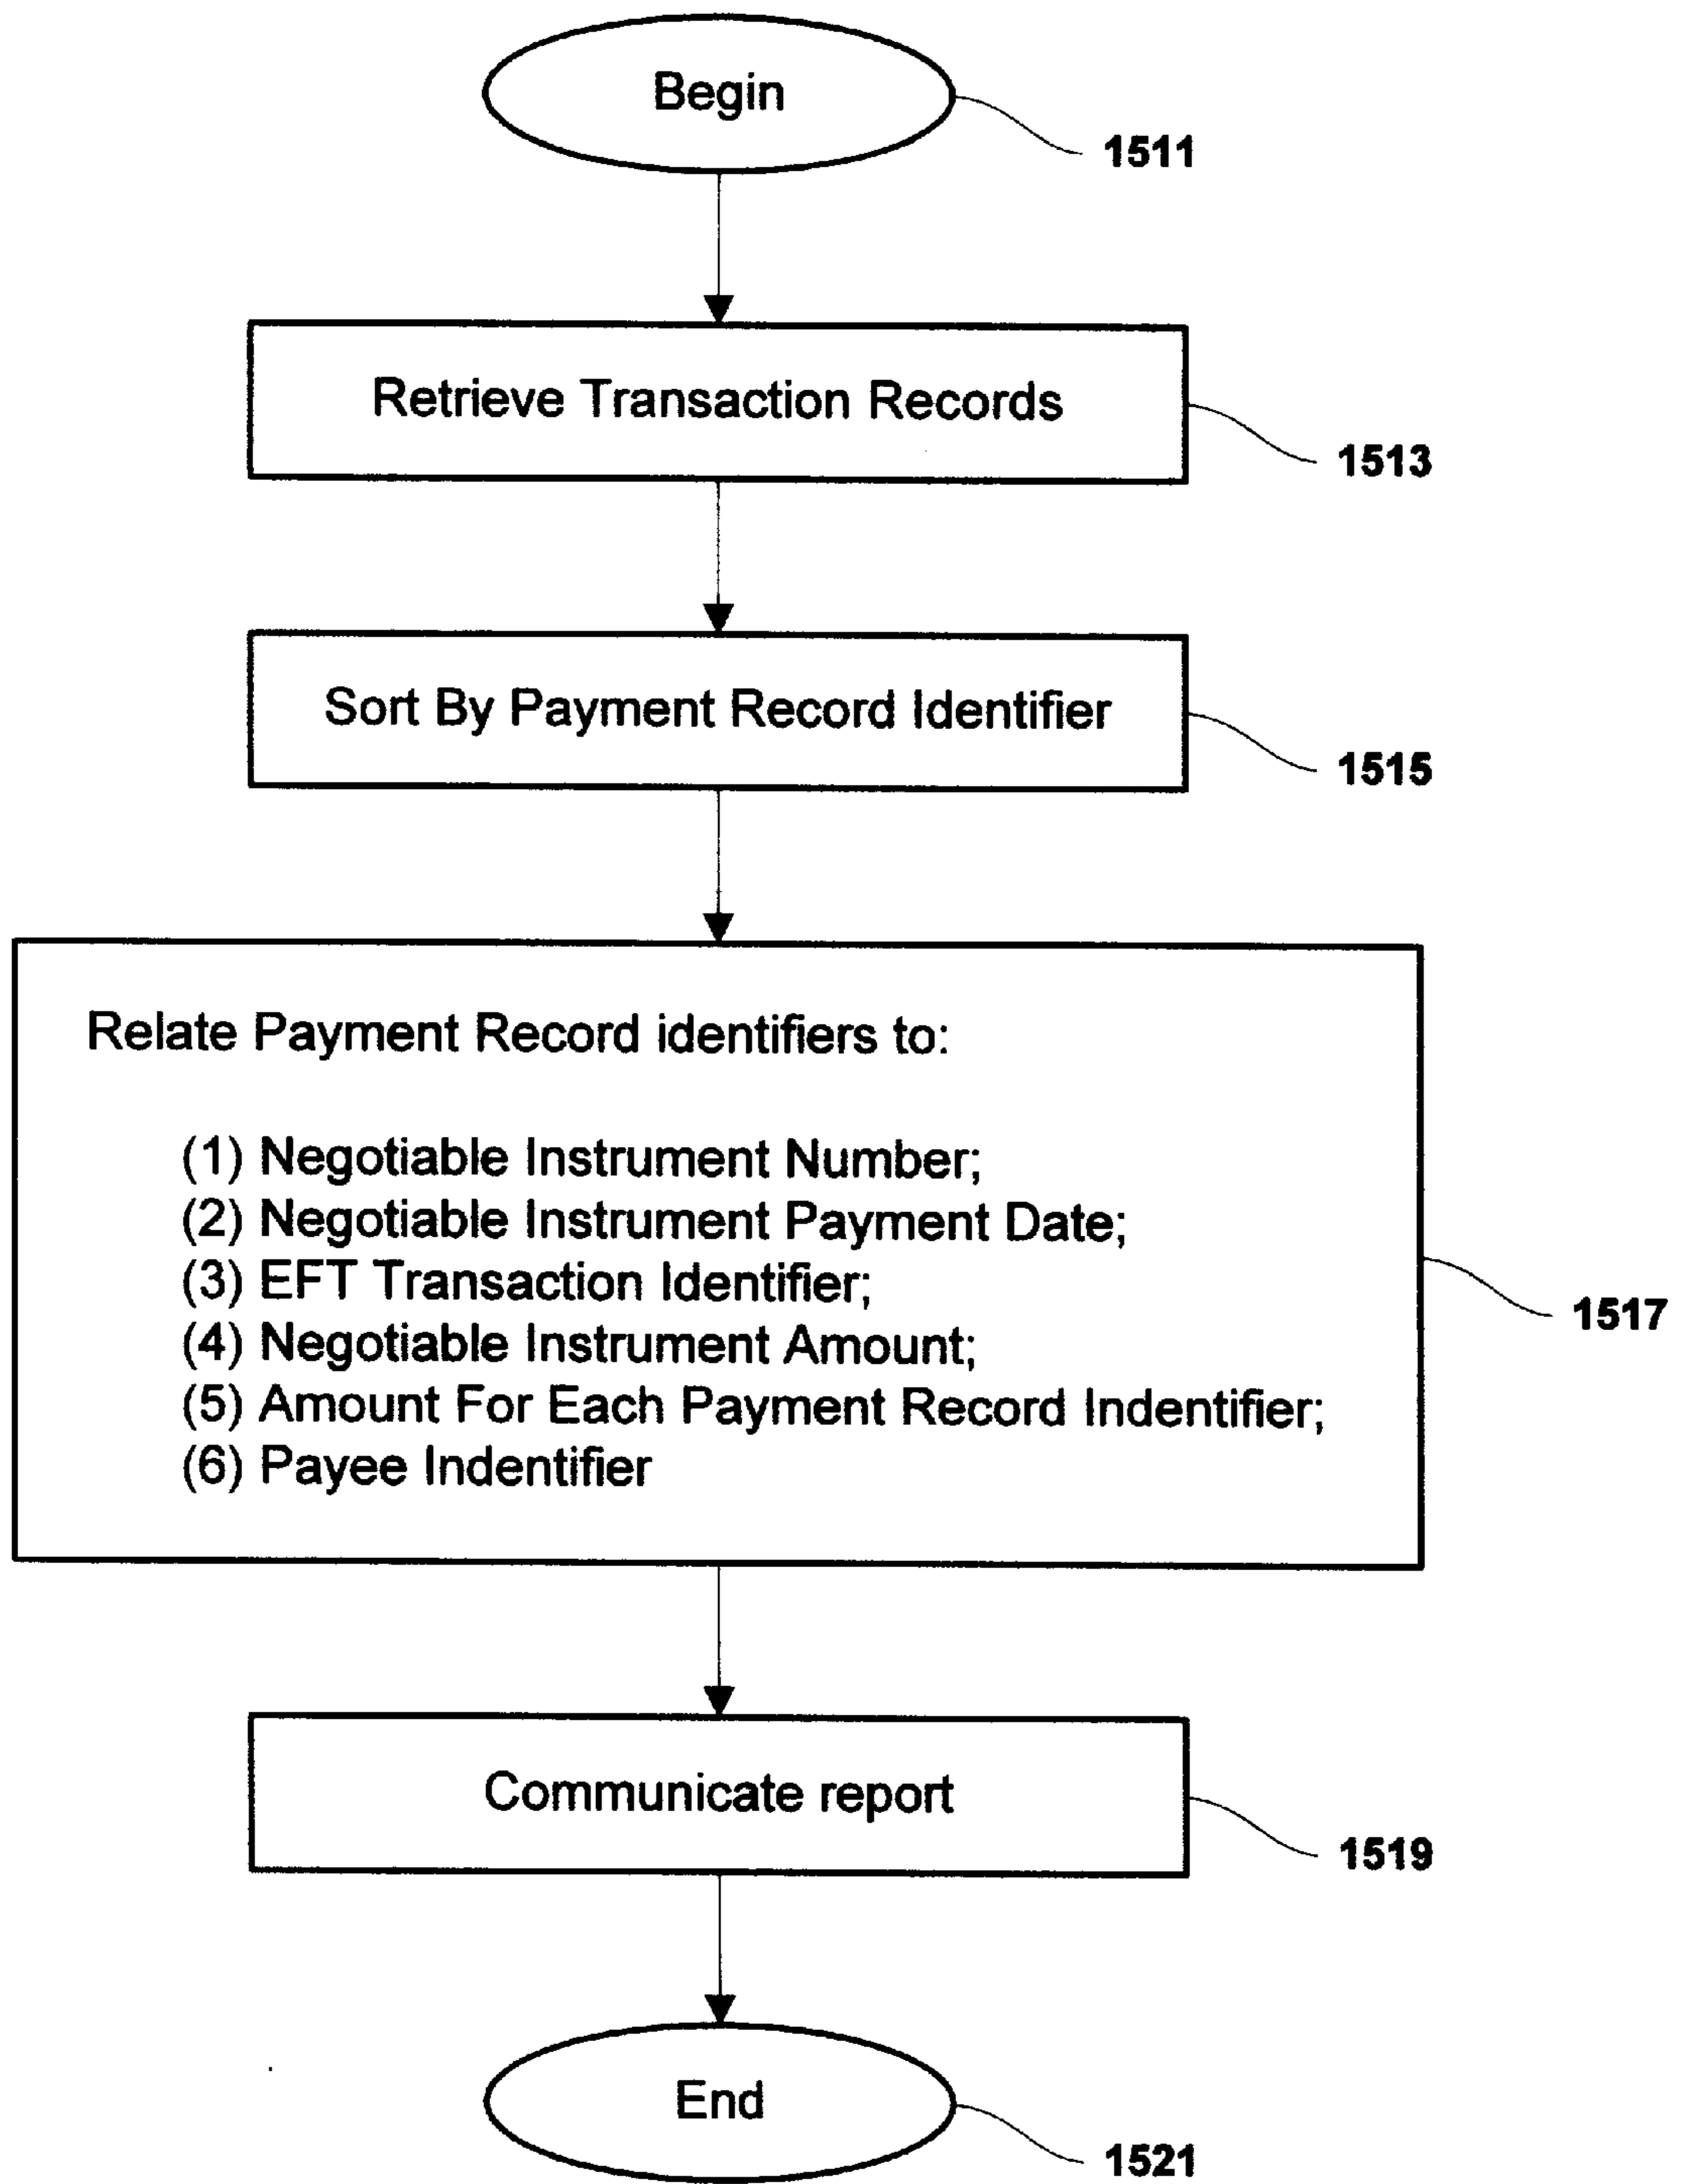 Begin
1511
Retrieve Transaction Records
1513
Sort By Payment Record Identifier
1515
Relate Payment Record identifiers to:
(1) Negotiable Instrument Number;
(2) Negotiable Instrument Payment Date;
(3) EFT Transaction Identifier;
(4) Negotiable Instrument Amount;
(5) Amount For Each Payment Record Indentifier;
(6) Payee Indentifier
1517
Communicate report
1519
End
1521